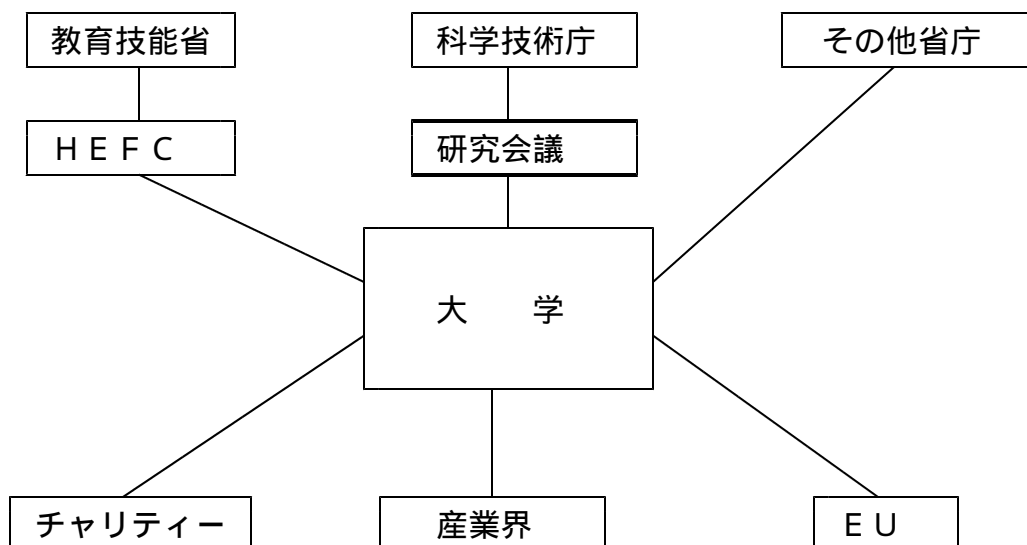 教育技能省
科学技術庁
その他省庁
ＨＥＦＣ
研究会議
大　学
チャリティー
産業界
ＥＵ